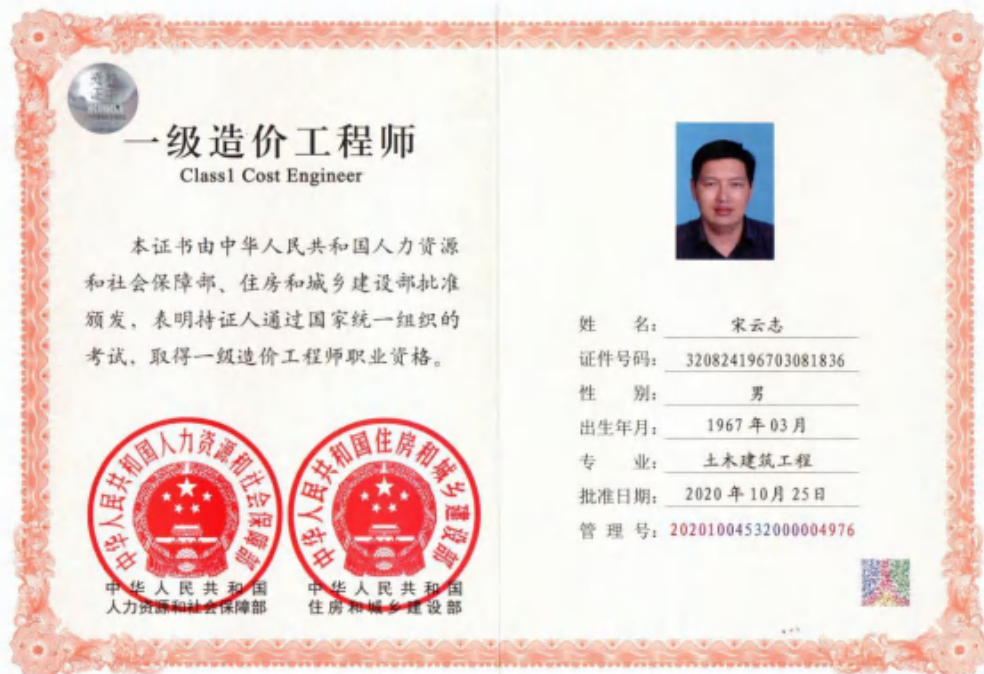 一级造价工程师
Class1 Cost Engineer
本证书由中华人民共和国人力资源
和社会保障部、住房和城乡建设部批准
颁发，表明持证人通过国家统一组织的
考试，取得一级造价工程师职业资格。
中华人民共和国人力资源和社会保障部
中华人民共和国住房和城乡建设部
中华人民共和国
人力资源和社会保障部
中华人民共和国
住房和城乡建设部
姓 名：宋云志
证件号码：320824196703081836
性 别：男
出生年月：1967年03月
专 业：土木建筑工程
批准日期：2020年10月25日
管 理 号：20201004532000004976